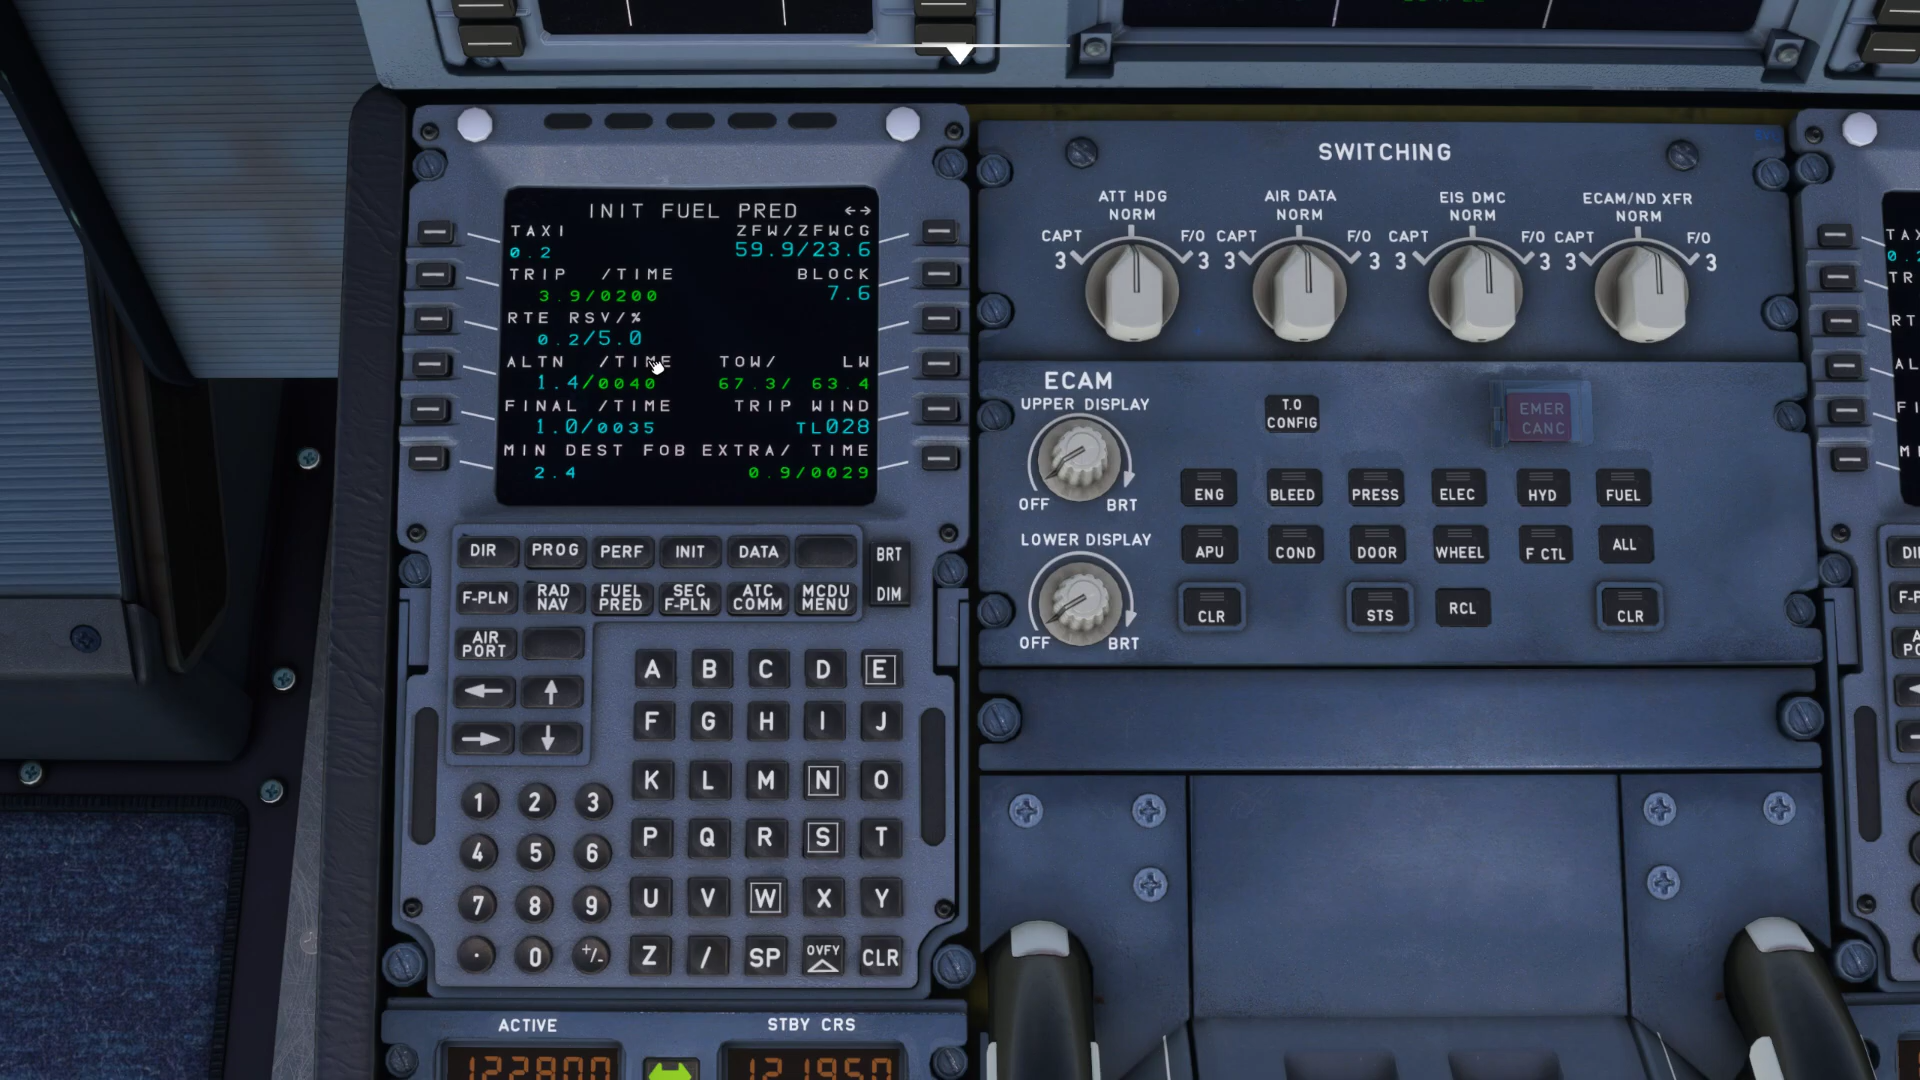 INIT FUEL PRED ←→
TAXI ZFW/ZFWCG
0.2 59.9/23.6
TRIP /TIME BLOCK
3.9/0200 7.6
RTE RSV/%
0.2/5.0
ALTN /TIME TOW/ LW
1.4/0040 67.3/ 63.4
FINAL /TIME TRIP WIND
1.0/0035 TL028
MIN DEST FOB EXTRA/ TIME
2.4 0.9/0029
DIR PROG PERF INIT DATA
BRT
DIM
F-PLN RAD NAV FUEL PRED SEC F-PLN ATC COMM MCDU MENU
AIR PORT
← ↑
→ ↓
A B C D E
F G H I J
K L M N O
P Q R S T
U V W X Y
Z / SP OVFY CLR
1 2 3
4 5 6
7 8 9
. 0 +/-
ACTIVE STBY CRS
122800 121950
SWITCHING
ATT HDG AIR DATA EIS DMC ECAM/ND XFR
NORM NORM NORM NORM
CAPT F/O CAPT F/O CAPT F/O CAPT F/O
3 3 3 3 3 3 3 3
ECAM
UPPER DISPLAY
OFF BRT
T.O CONFIG
EMER CANC
ENG BLEED PRESS ELEC HYD FUEL
LOWER DISPLAY
OFF BRT
APU COND DOOR WHEEL F CTL ALL
CLR STS RCL CLR